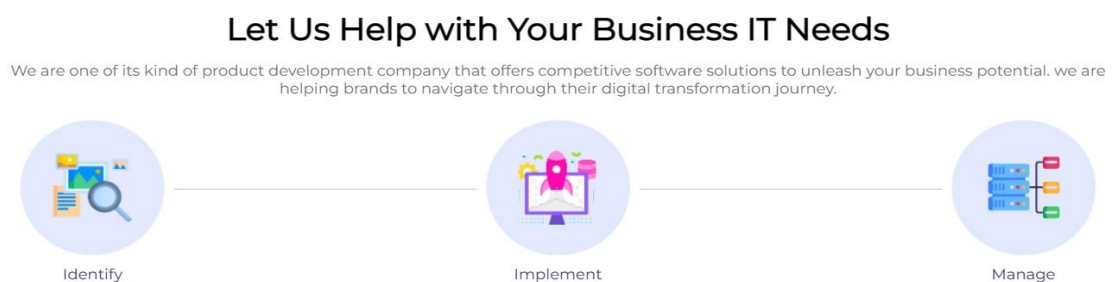 Let Us Help with Your Business IT Needs
We are one of its kind of product development company that offers competitive software solutions to unleash your business potential. we are
helping brands to navigate through their digital transformation journey.
Identify
Implement
Manage